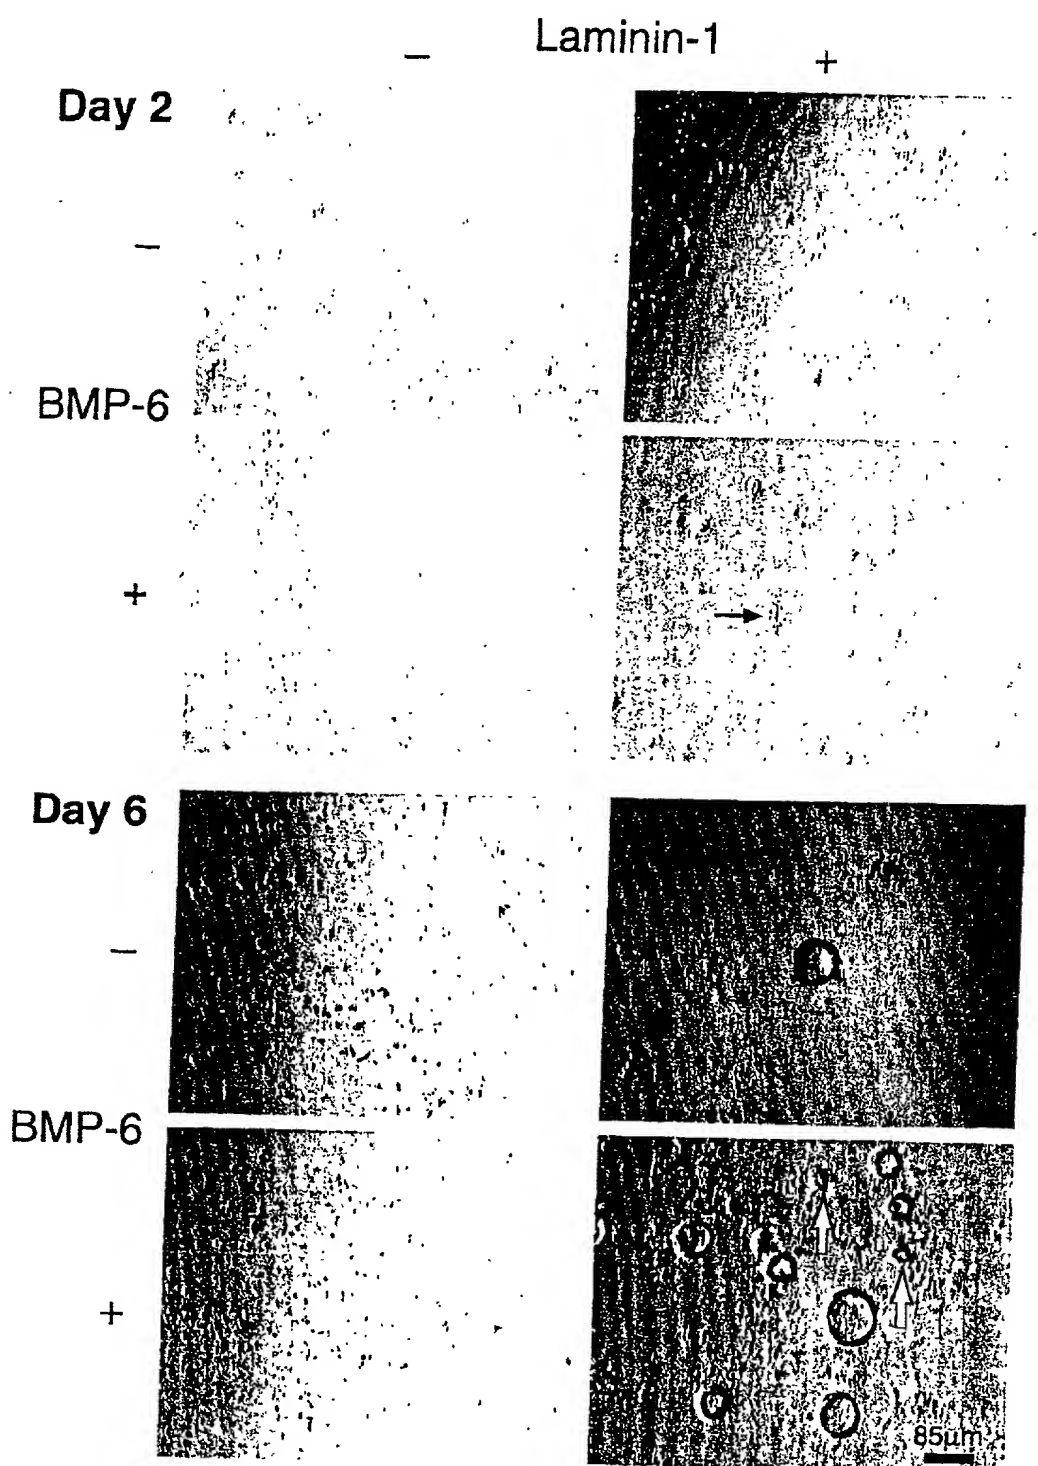 Laminin-1
− +
Day 2
−
BMP-6
+
Day 6
−
BMP-6
+
85µm